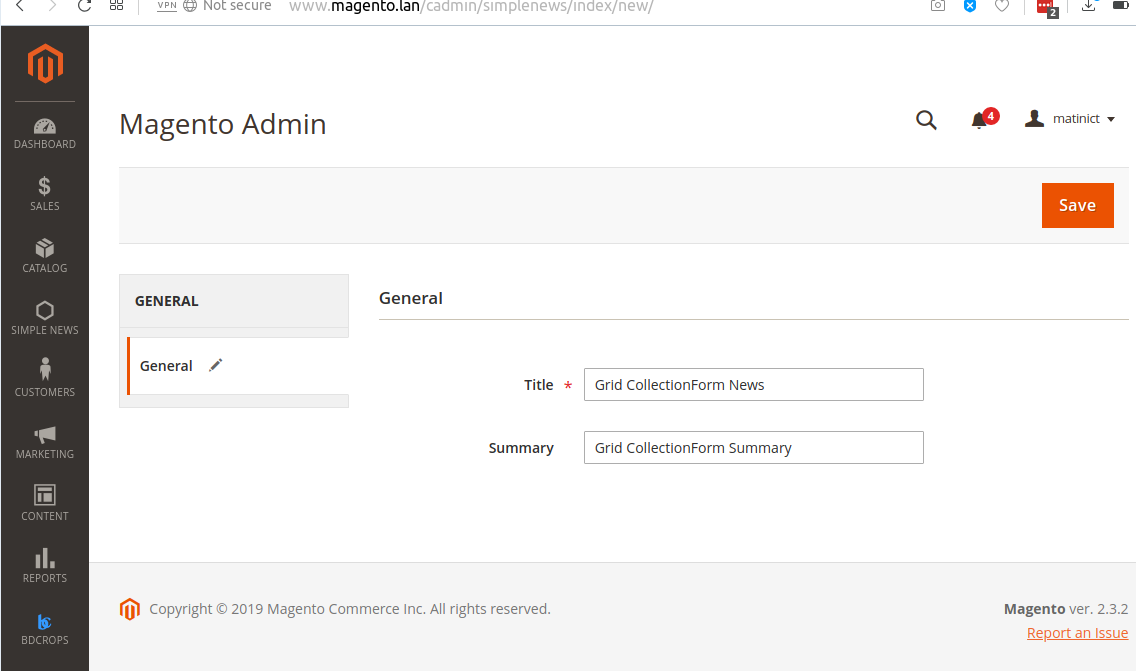 VPN Not secure www.magento.lan/cadmin/simplenews/index/new/ 2
Magento Admin
4 matinict
DASHBOARD
SALES
CATALOG
SIMPLE NEWS
CUSTOMERS
MARKETING
CONTENT
REPORTS
bc
BDCROPS
Save
GENERAL
General
General
Title *
Grid CollectionForm News
Summary
Grid CollectionForm Summary
Copyright © 2019 Magento Commerce Inc. All rights reserved.
Magento ver. 2.3.2
Report an Issue